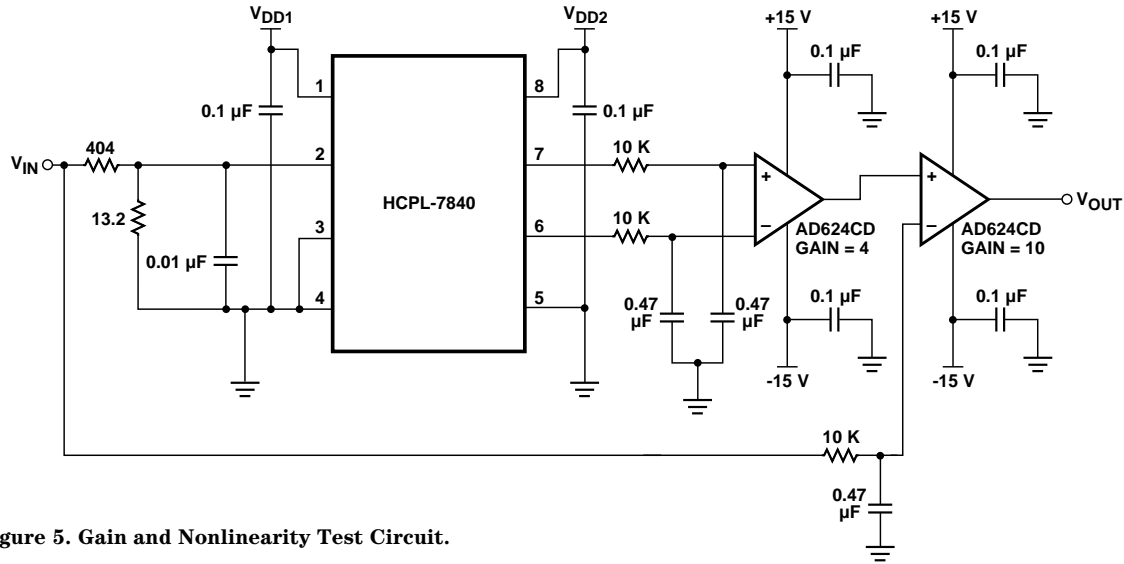 VDD1
VDD2
+15 V
+15 V
0.1 µF
0.1 µF
1
8
0.1 µF
0.1 µF
404
10 K
VIN
2
7
+
+
HCPL-7840
VOUT
13.2
10 K
3
6
–
–
AD624CD
GAIN = 4
AD624CD
GAIN = 10
0.01 µF
4
5
0.47
µF
0.47
µF
0.1 µF
0.1 µF
-15 V
-15 V
10 K
0.47
µF
gure 5. Gain and Nonlinearity Test Circuit.